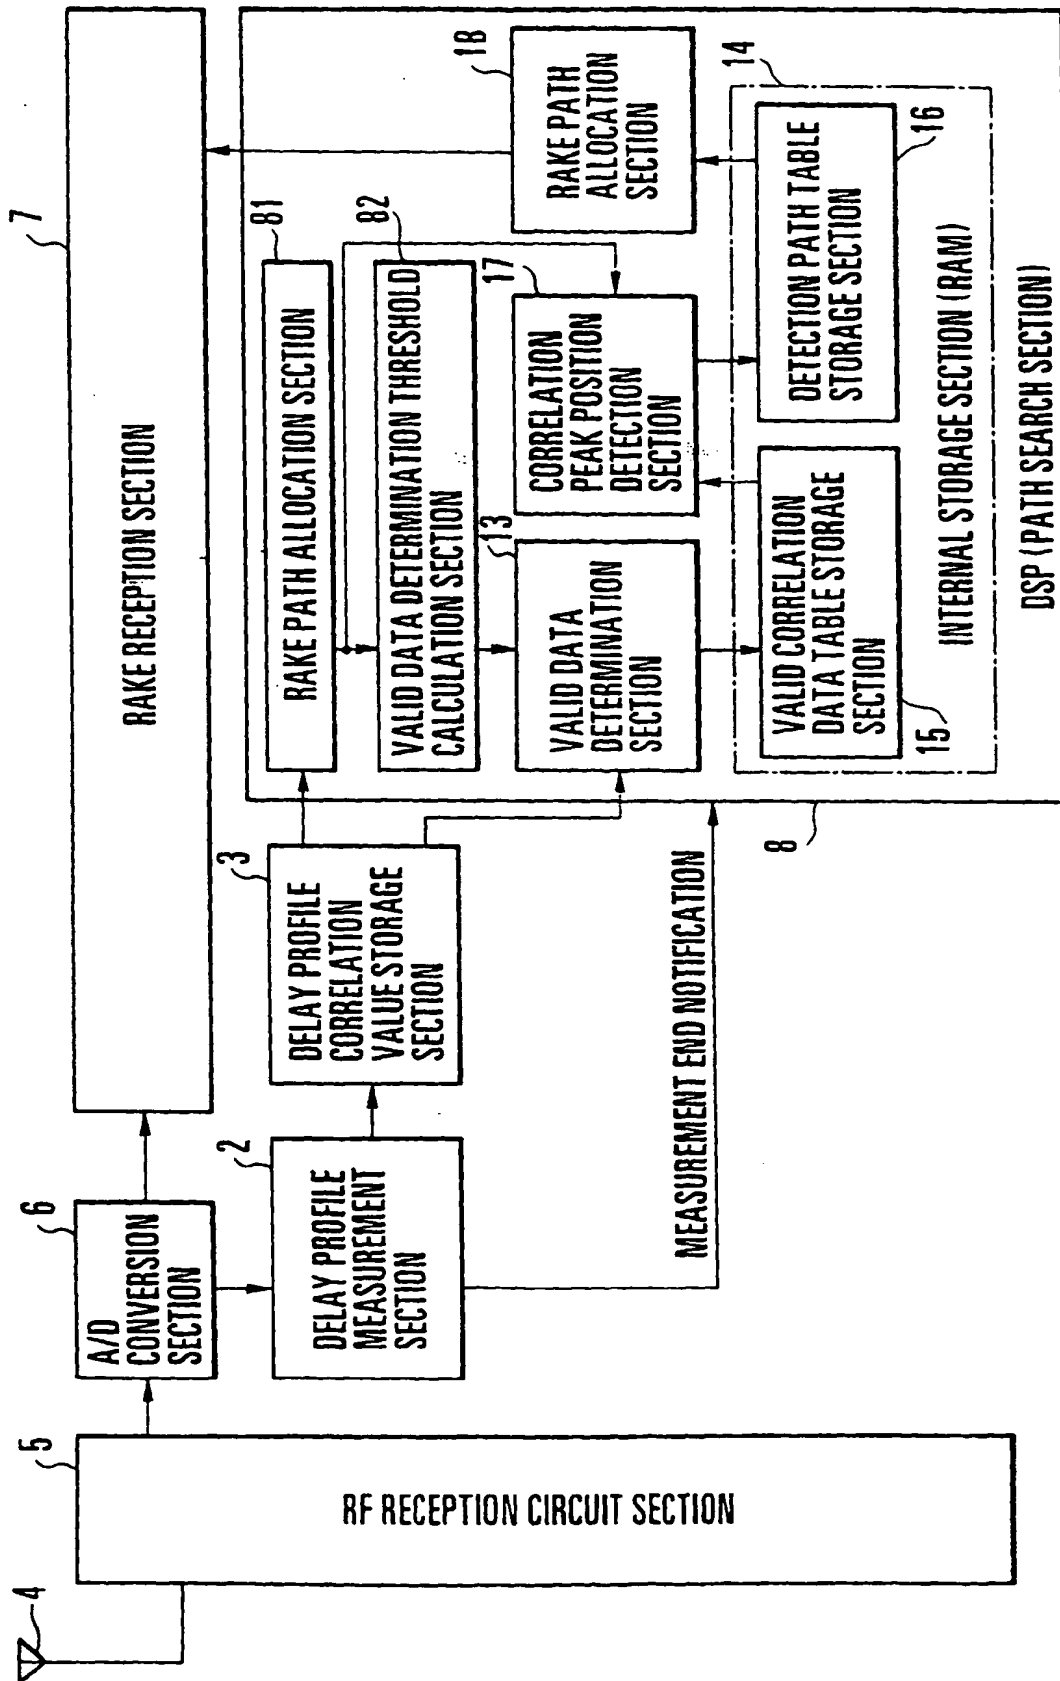 4
5
RF RECEPTION CIRCUIT SECTION
6
A/D
CONVERSION
SECTION
7
RAKE RECEPTION SECTION
2
DELAY PROFILE
MEASUREMENT
SECTION
3
DELAY PROFILE
CORRELATION
VALUE STORAGE
SECTION
MEASUREMENT END NOTIFICATION
8
81
RAKE PATH ALLOCATION SECTION
82
VALID DATA DETERMINATION THRESHOLD
CALCULATION SECTION
13
VALID DATA
DETERMINATION
SECTION
17
CORRELATION
PEAK POSITION
DETECTION
SECTION
18
RAKE PATH
ALLOCATION
SECTION
14
15
VALID CORRELATION
DATA TABLE STORAGE
SECTION
16
DETECTION PATH TABLE
STORAGE SECTION
INTERNAL STORAGE SECTION (RAM)
DSP (PATH SEARCH SECTION)